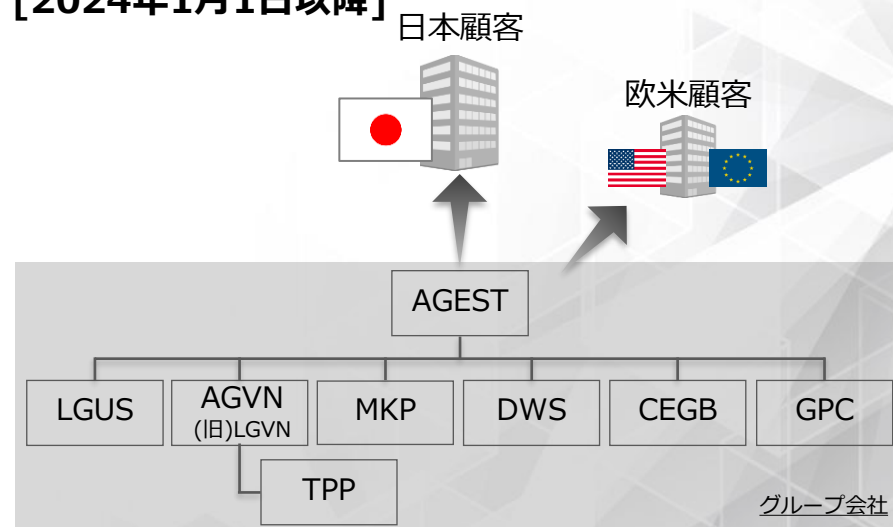 [2024年1月1日以降]
日本顧客
欧米顧客
AGEST
LGUS
AGVN
(旧)LGVN
MKP
DWS
CEGB
GPC
TPP
グループ会社